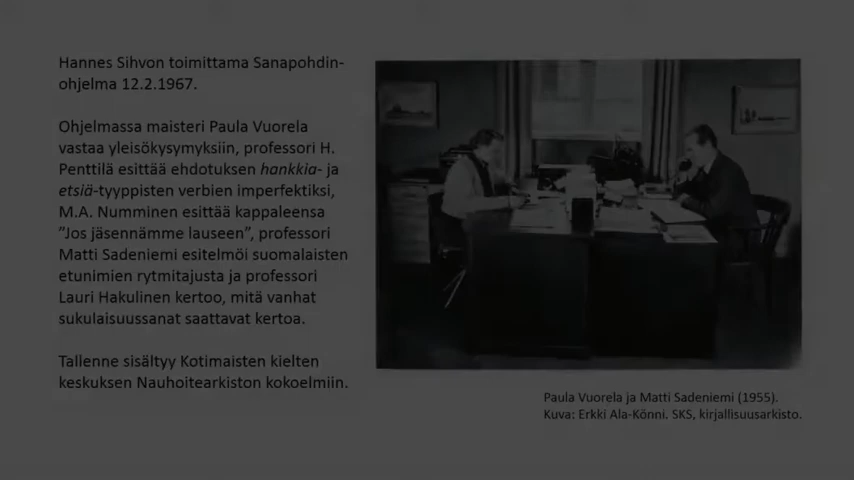 Hannes Sihvon toimittama Sanapohdin-
ohjelma 12.2.1967.
Ohjelmassa maisteri Paula Vuorela
vastaa yleisökysymyksiin, professori H.
Penttilä esittää ehdotuksen hankkia- ja
etsiä-tyyppisten verbien imperfektiksi,
M.A. Numminen esittää kappaleensa
”Jos jäsennämme lauseen”, professori
Matti Sadeniemi esitelmöi suomalaisten
etunimien rytmitajusta ja professori
Lauri Hakulinen kertoo, mitä vanhat
sukulaisuussanat saattavat kertoa.
Tallenne sisältyy Kotimaisten kielten
keskuksen Nauhoitearkiston kokoelmiin.
Paula Vuorela ja Matti Sadeniemi (1955).
Kuva: Erkki Ala-Könni. SKS, kirjallisuusarkisto.